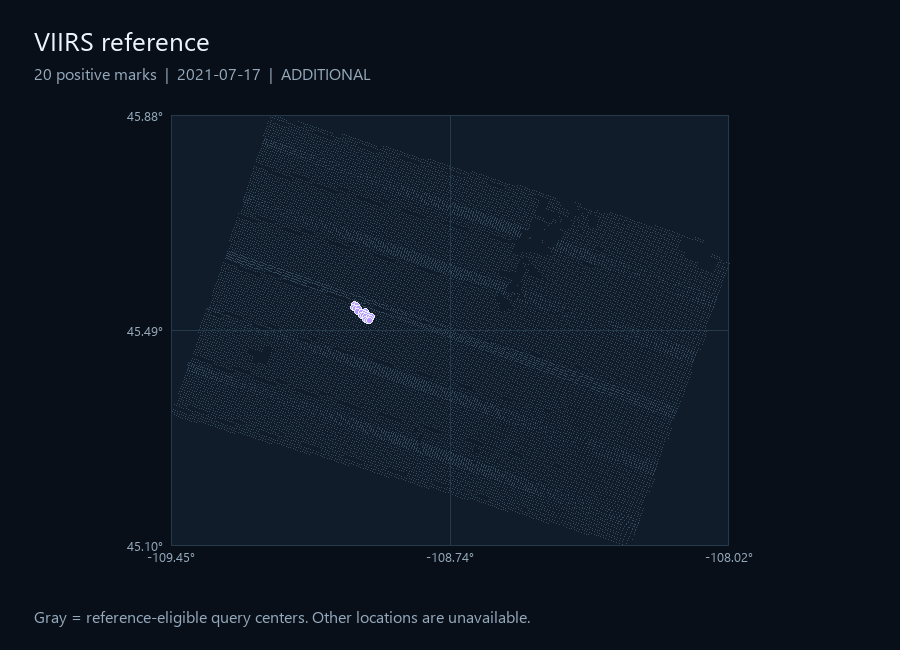 VIIRS reference
20 positive marks | 2021-07-17 | ADDITIONAL
45.88°
45.49°
45.10°
-109.45°
-108.74°
-108.02°
Gray = reference-eligible query centers. Other locations are unavailable.